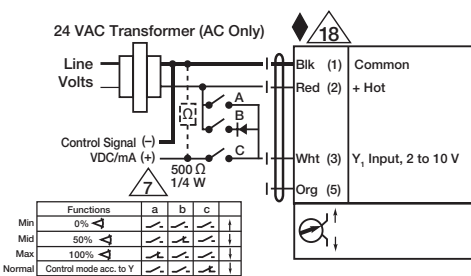 24 VAC Transformer (AC Only)
18
Line
Volts
Blk (1) Common
Red (2) + Hot
A
B
C
Ω
Control Signal (–)
VDC/mA (+)
Wht (3) Y1 Input, 2 to 10 V
500 Ω
1/4 W
7
Org (5)
Functions a b c
Min 0%
Mid 50%
Max 100%
Normal Control mode acc. to Y